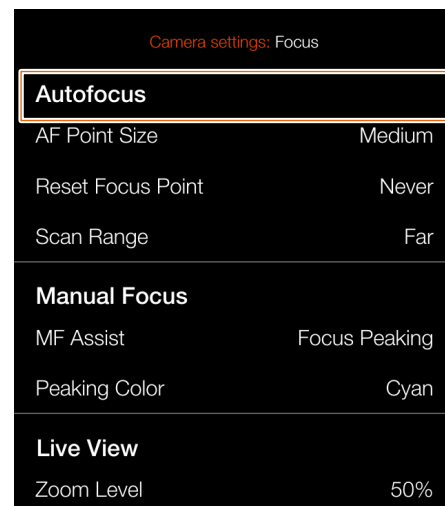 Camera settings: Focus
Autofocus
AF Point Size Medium
Reset Focus Point Never
Scan Range Far
Manual Focus
MF Assist Focus Peaking
Peaking Color Cyan
Live View
Zoom Level 50%